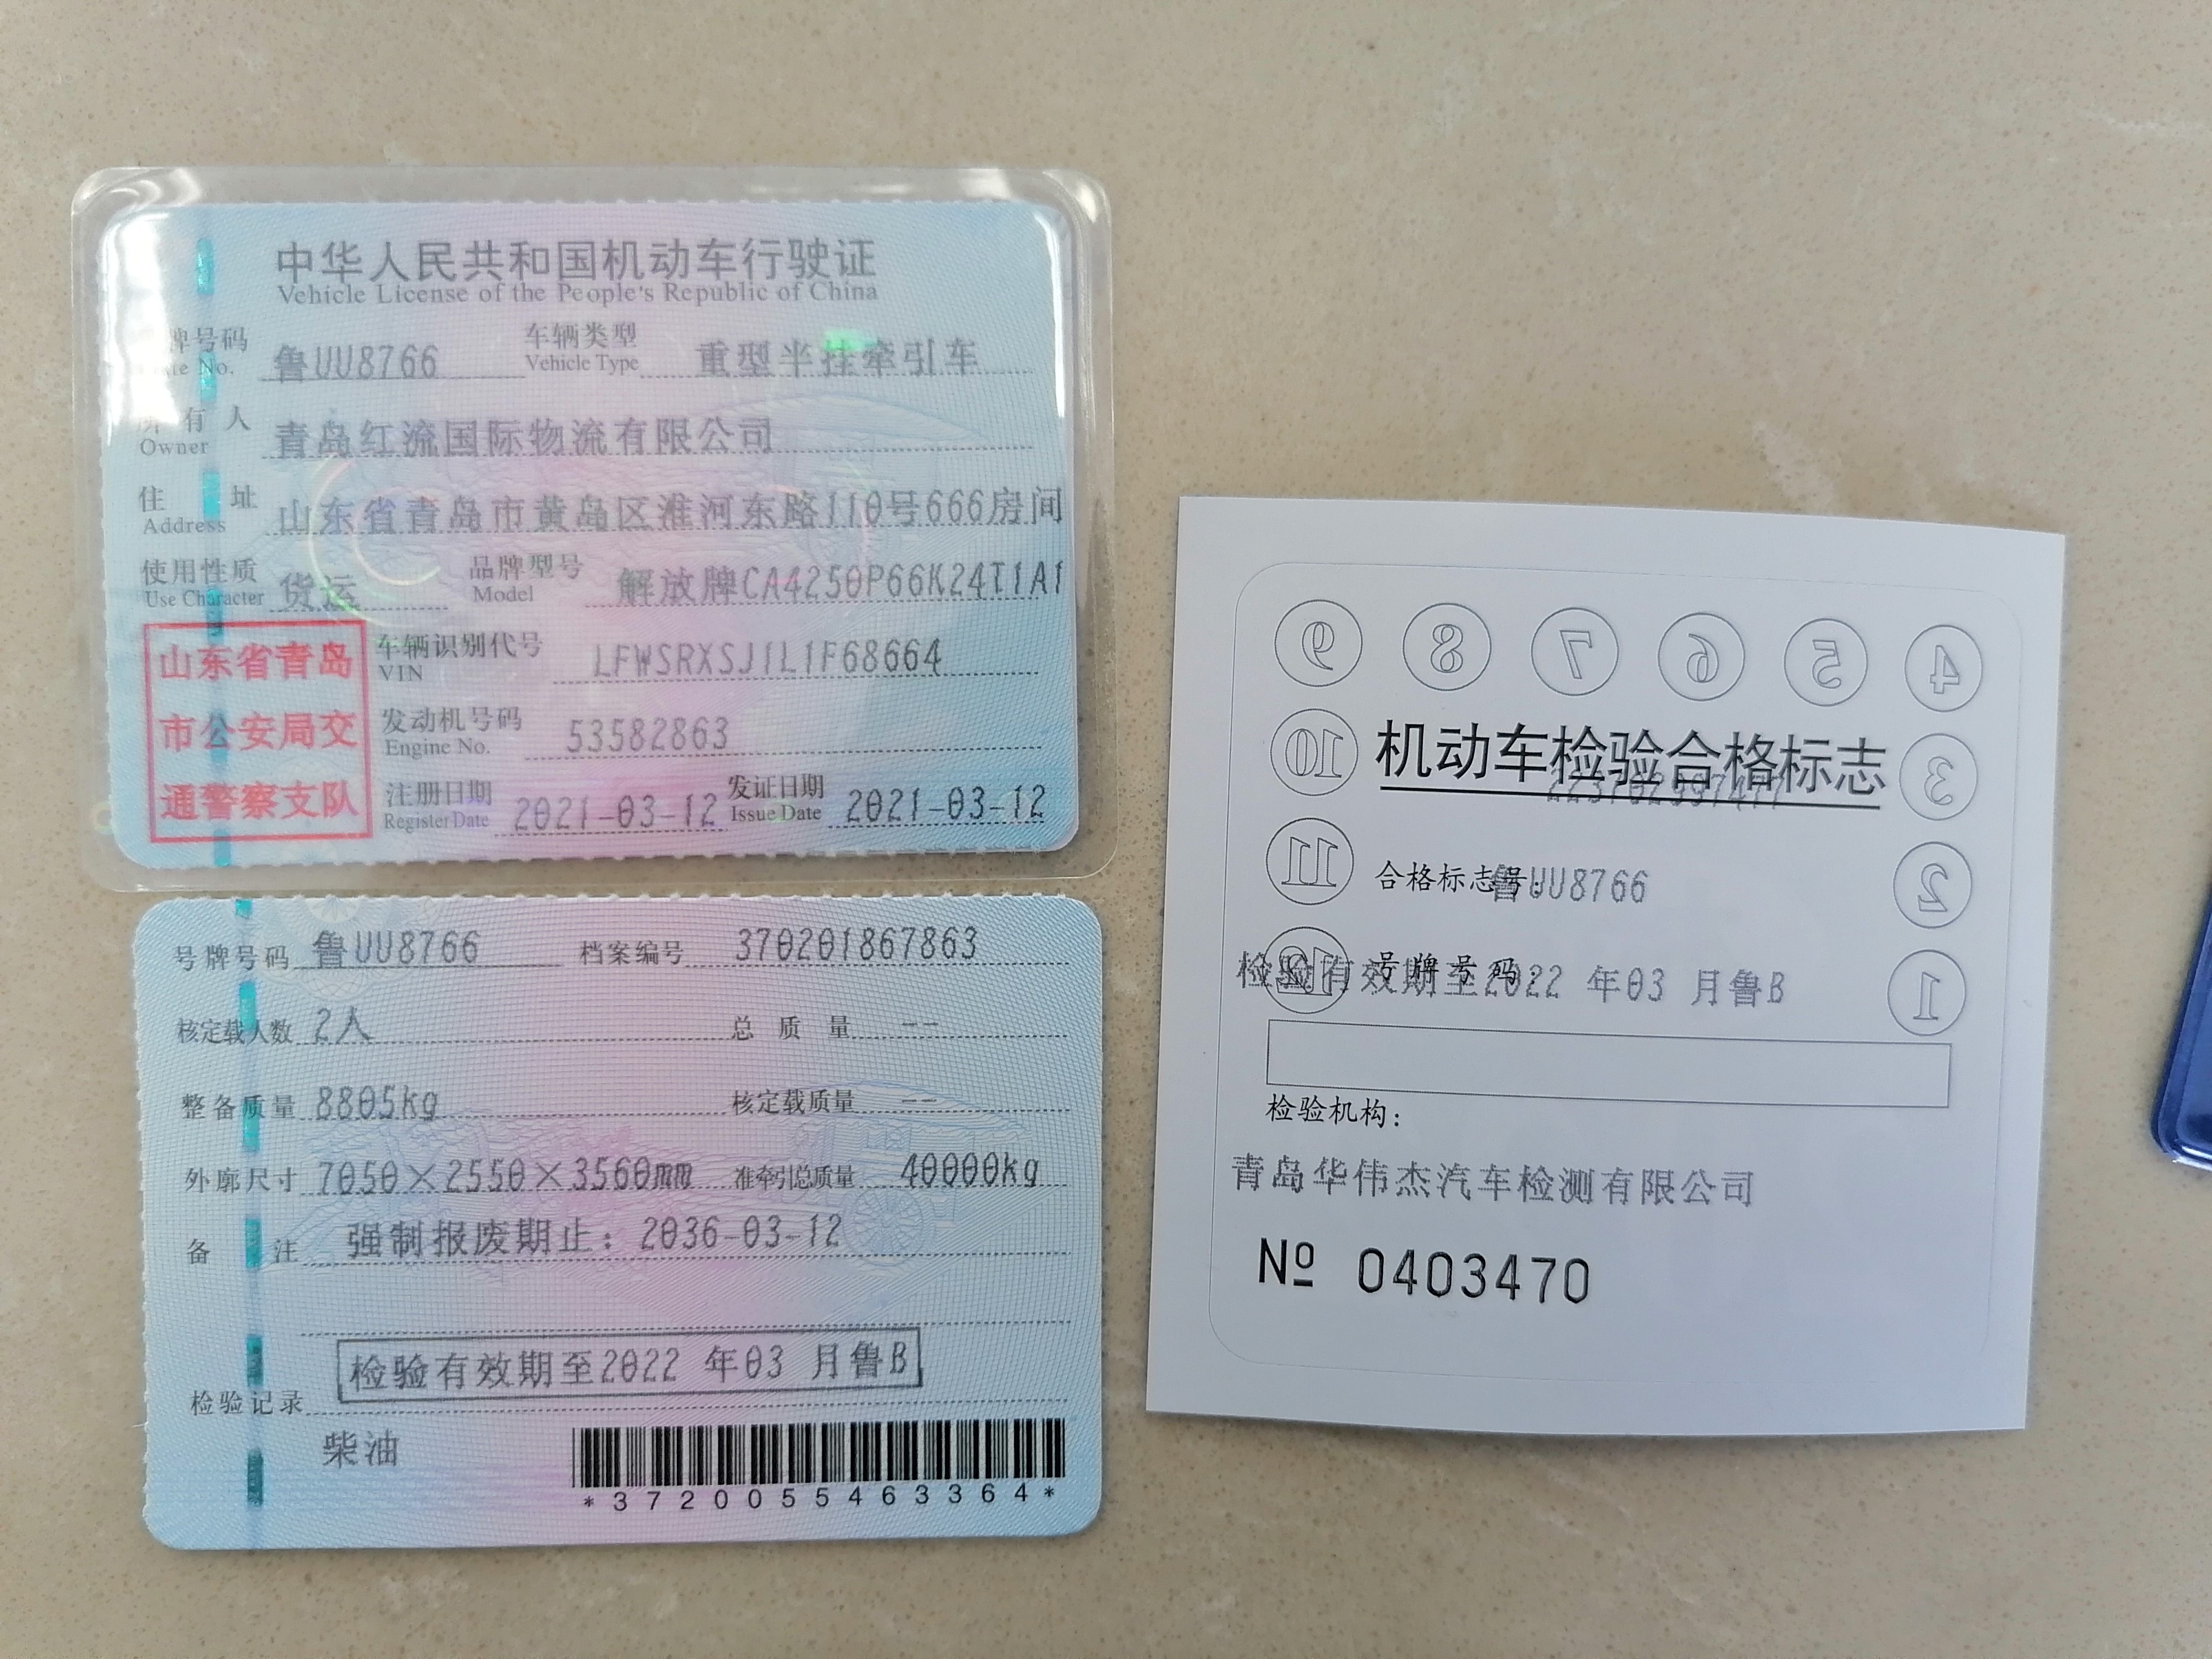 中华人民共和国机动车行驶证
Vehicle License of the People's Republic of China
牌号码 鲁UU8766 车辆类型 重型半挂牵引车
No. Vehicle Type
所有人 青岛红流国际物流有限公司
Owner
住址 山东省青岛市黄岛区淮河东路110号666房间
Address
使用性质 货运 品牌型号 解放牌CA4250P66K24T1A1
Use Character Model
山东省青岛
市公安局交
通警察支队
车辆识别代号 LFWSRXSJ1L1F68664
VIN
发动机号码 53582863
Engine No.
注册日期 2021-03-12 发证日期 2021-03-12
Register Date Issue Date
号牌号码 鲁UU8766 档案编号 370201867863
核定载人数 2人 总质量 --
整备质量 8805kg 核定载质量 --
外廓尺寸 7050×2550×3560mm 准牵引总质量 40000kg
备注 强制报废期止：2036-03-12
检验记录 检验有效期至2022 年03 月鲁B
柴油
*3720055463364*
9 8 7 6 5 4
10 机动车检验合格标志 3
11 合格标志号: 鲁UU8766 2
12 号牌号码: 1
检验有效期至2022 年03 月鲁B
检验机构:
青岛华伟杰汽车检测有限公司
№ 0403470